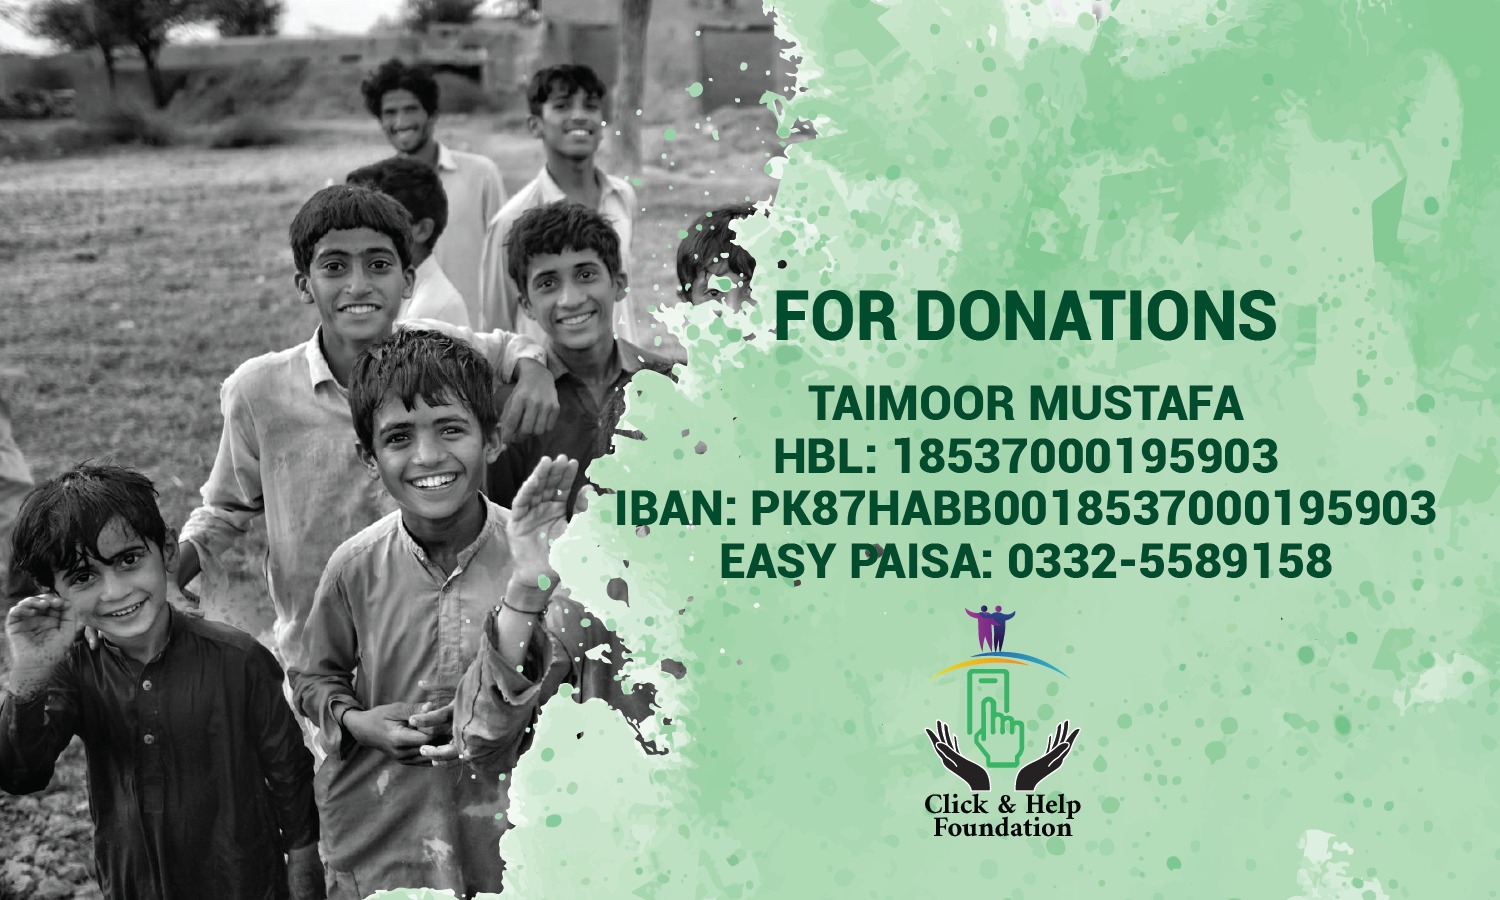 FOR DONATIONS
TAIMOOR MUSTAFA
HBL: 18537000195903
IBAN: PK87HABB0018537000195903
EASY PAISA: 0332-5589158
Click & Help
Foundation